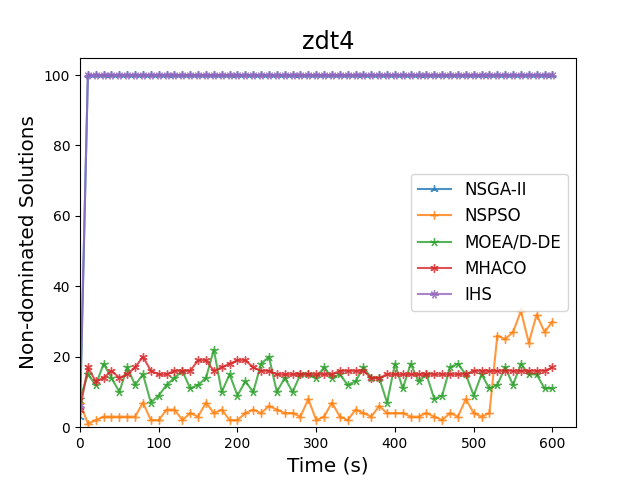 zdt4
Non-dominated Solutions
100
80
60
40
20
0
NSGA-II
NSPSO
MOEA/D-DE
MHACO
IHS
0 100 200 300 400 500 600
Time (s)